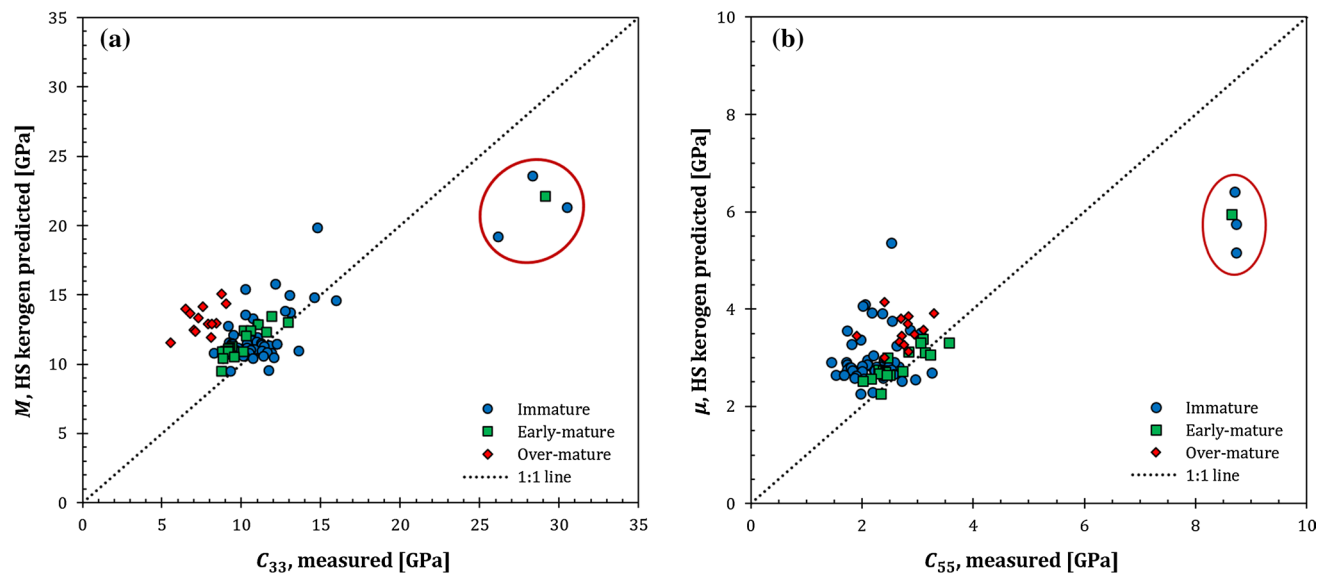 (a)
35
30
25
20
15
10
5
0
M, HS kerogen predicted [GPa]
Immature
Early-mature
Over-mature
1:1 line
0 5 10 15 20 25 30 35
C₃₃, measured [GPa]
(b)
10
8
6
4
2
0
μ, HS kerogen predicted [GPa]
Immature
Early-mature
Over-mature
1:1 line
0 2 4 6 8 10
C₅₅, measured [GPa]